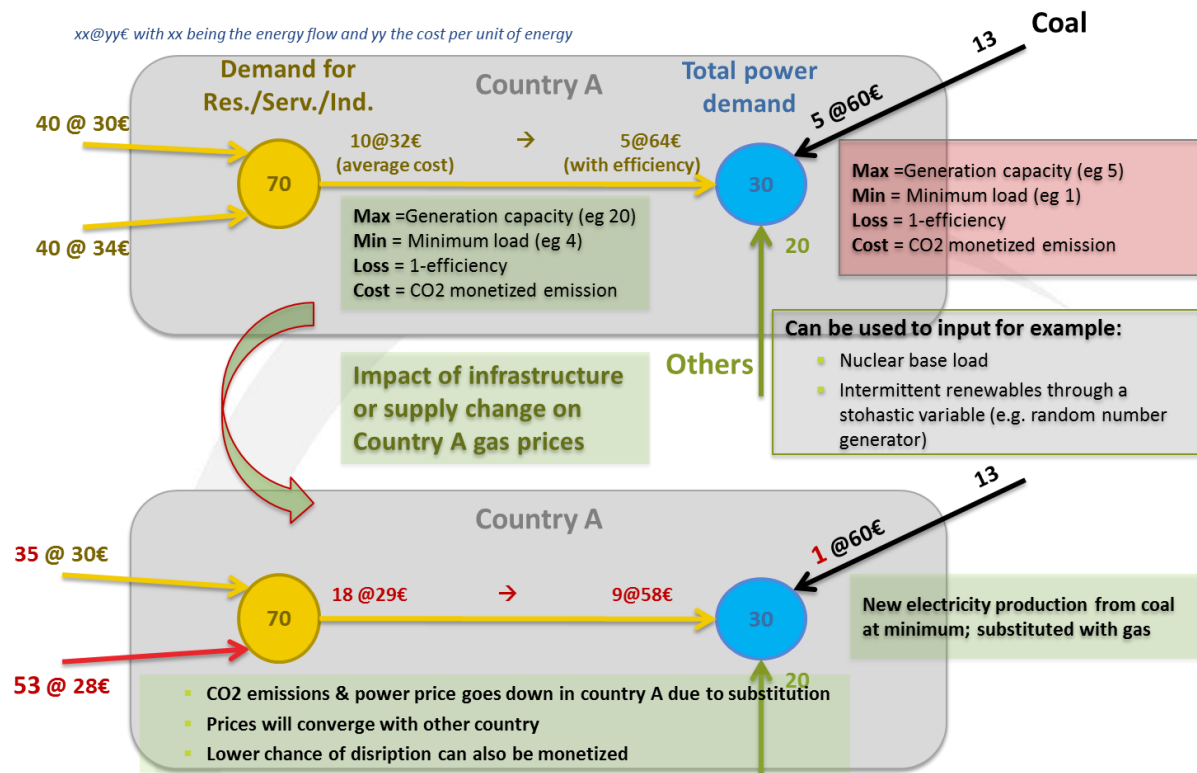 xx@yy€ with xx being the energy flow and yy the cost per unit of energy
Coal
13
Demand for
Res./Serv./Ind.
Country A
Total power
demand
40 @ 30€
10@32€
(average cost)
→
5@64€
(with efficiency)
5 @60€
70
30
40 @ 34€
Max =Generation capacity (eg 20)
Min = Minimum load (eg 4)
Loss = 1-efficiency
Cost = CO2 monetized emission
20
Max =Generation capacity (eg 5)
Min = Minimum load (eg 1)
Loss = 1-efficiency
Cost = CO2 monetized emission
Impact of infrastructure
or supply change on
Country A gas prices
Others
Can be used to input for example:
▪ Nuclear base load
▪ Intermittent renewables through a
stohastic variable (e.g. random number
generator)
13
Country A
35 @ 30€
18 @29€
→
9@58€
1 @60€
70
30
New electricity production from coal
at minimum; substituted with gas
53 @ 28€
20
▪ CO2 emissions & power price goes down in country A due to substitution
▪ Prices will converge with other country
▪ Lower chance of disription can also be monetized